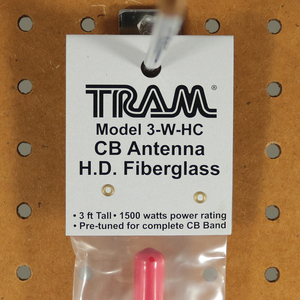 TRAM®
Model 3-W-HC
CB Antenna
H.D. Fiberglass
• 3 ft Tall • 1500 watts power rating
• Pre-tuned for complete CB Band